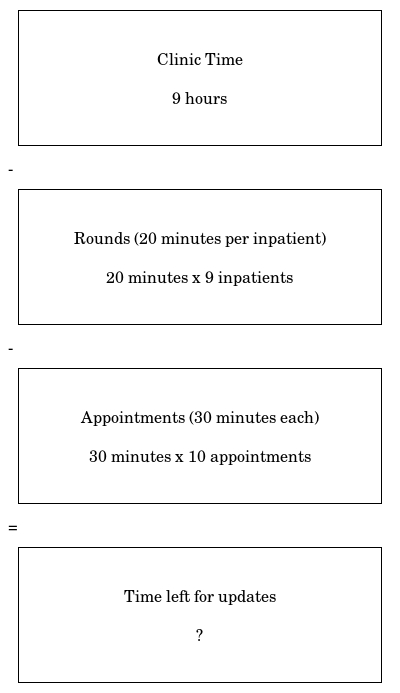 Clinic Time
9 hours
-
Rounds (20 minutes per inpatient)
20 minutes x 9 inpatients
-
Appointments (30 minutes each)
30 minutes x 10 appointments
=
Time left for updates
?